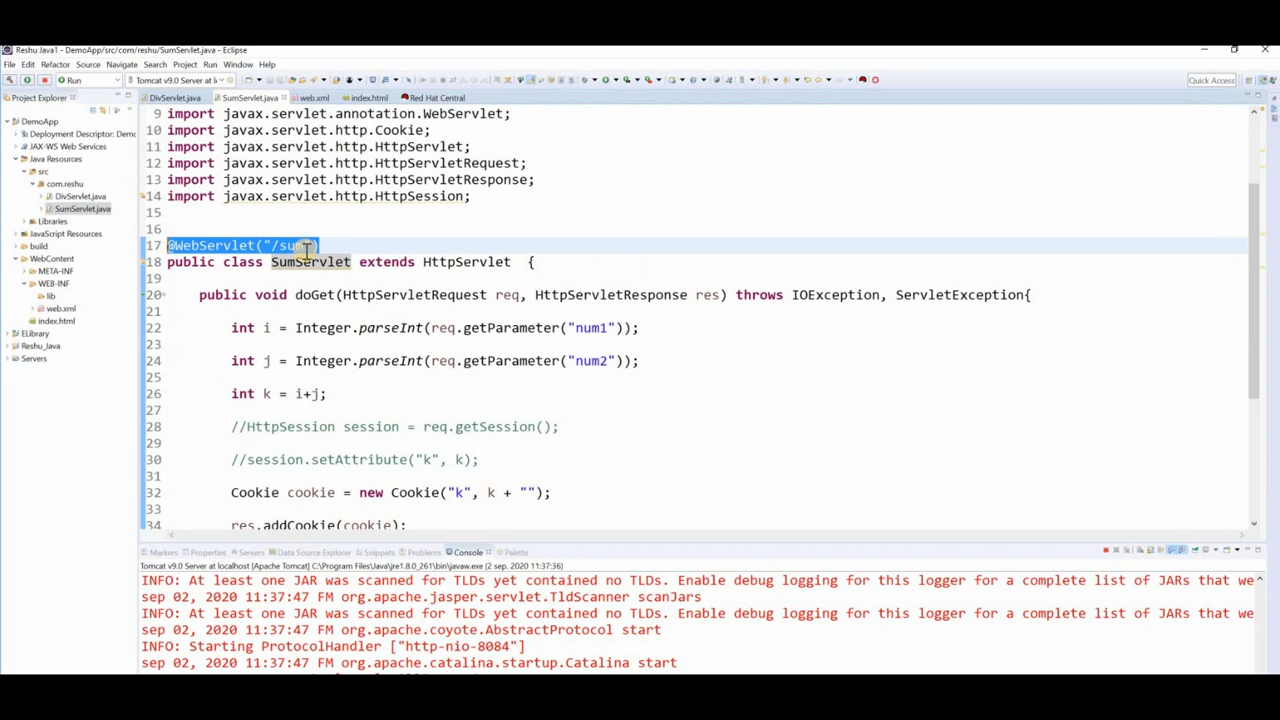 Reshu Java1 - DemoApp/src/com/reshu/SumServlet.java - Eclipse
File Edit Refactor Source Navigate Search Project Run Window Help
Run Tomcat v9.0 Server at l Quick Access
Project Explorer DivServlet.java SumServlet.java web.xml index.html Red Hat Central
DemoApp
Deployment Descriptor: Demo
JAX-WS Web Services
Java Resources
src
com.reshu
DivServlet.java
SumServlet.java
Libraries
JavaScript Resources
build
WebContent
META-INF
WEB-INF
lib
web.xml
index.html
ELibrary
Reshu_Java
Servers
9 import javax.servlet.annotation.WebServlet;
10 import javax.servlet.http.Cookie;
11 import javax.servlet.http.HttpServlet;
12 import javax.servlet.http.HttpServletRequest;
13 import javax.servlet.http.HttpServletResponse;
14 import javax.servlet.http.HttpSession;
15
16
17 @WebServlet("/sum")
18 public class SumServlet extends HttpServlet {
19
20 public void doGet(HttpServletRequest req, HttpServletResponse res) throws IOException, ServletException{
21
22 int i = Integer.parseInt(req.getParameter("num1"));
23
24 int j = Integer.parseInt(req.getParameter("num2"));
25
26 int k = i+j;
27
28 //HttpSession session = req.getSession();
29
30 //session.setAttribute("k", k);
31
32 Cookie cookie = new Cookie("k", k + "");
33
34 res.addCookie(cookie);
Markers Properties Servers Data Source Explorer Snippets Problems Console Palette
Tomcat v9.0 Server at localhost [Apache Tomcat] C:\Program Files\Java\jre1.8.0_261\bin\javaw.exe (2 sep. 2020 11:37:36)
INFO: At least one JAR was scanned for TLDs yet contained no TLDs. Enable debug logging for this logger for a complete list of JARs that we
sep 02, 2020 11:37:47 FM org.apache.jasper.servlet.TldScanner scanJars
INFO: At least one JAR was scanned for TLDs yet contained no TLDs. Enable debug logging for this logger for a complete list of JARs that we
sep 02, 2020 11:37:47 FM org.apache.coyote.AbstractProtocol start
INFO: Starting ProtocolHandler ["http-nio-8084"]
sep 02, 2020 11:37:47 FM org.apache.catalina.startup.Catalina start